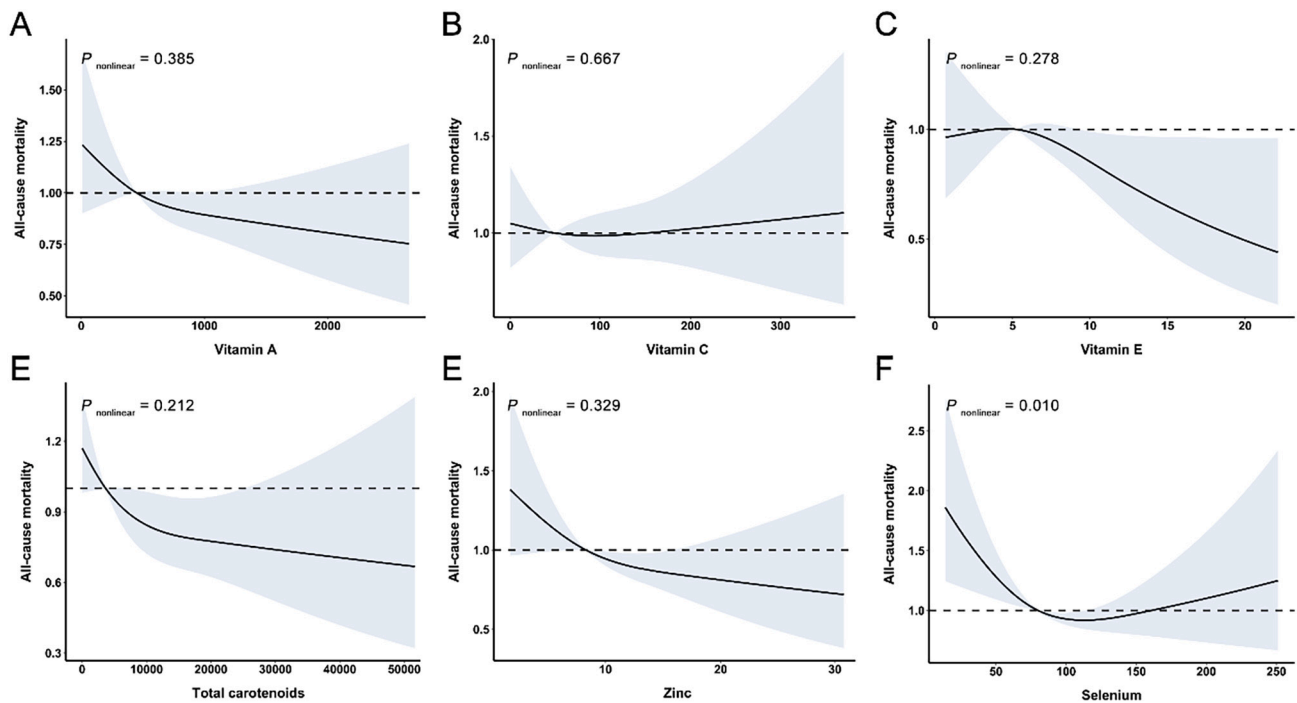 A
P nonlinear = 0.385
All-cause mortality
1.50
1.25
1.00
0.75
0.50
0
1000
2000
Vitamin A
B
P nonlinear = 0.667
All-cause mortality
2.0
1.5
1.0
0
100
200
300
Vitamin C
C
P nonlinear = 0.278
All-cause mortality
1.0
0.5
0
5
10
15
20
Vitamin E
E
P nonlinear = 0.212
All-cause mortality
1.2
0.9
0.6
0.3
0
10000
20000
30000
40000
50000
Total carotenoids
E
P nonlinear = 0.329
All-cause mortality
2.0
1.5
1.0
0.5
10
20
30
Zinc
F
P nonlinear = 0.010
All-cause mortality
2.5
2.0
1.5
1.0
50
100
150
200
250
Selenium